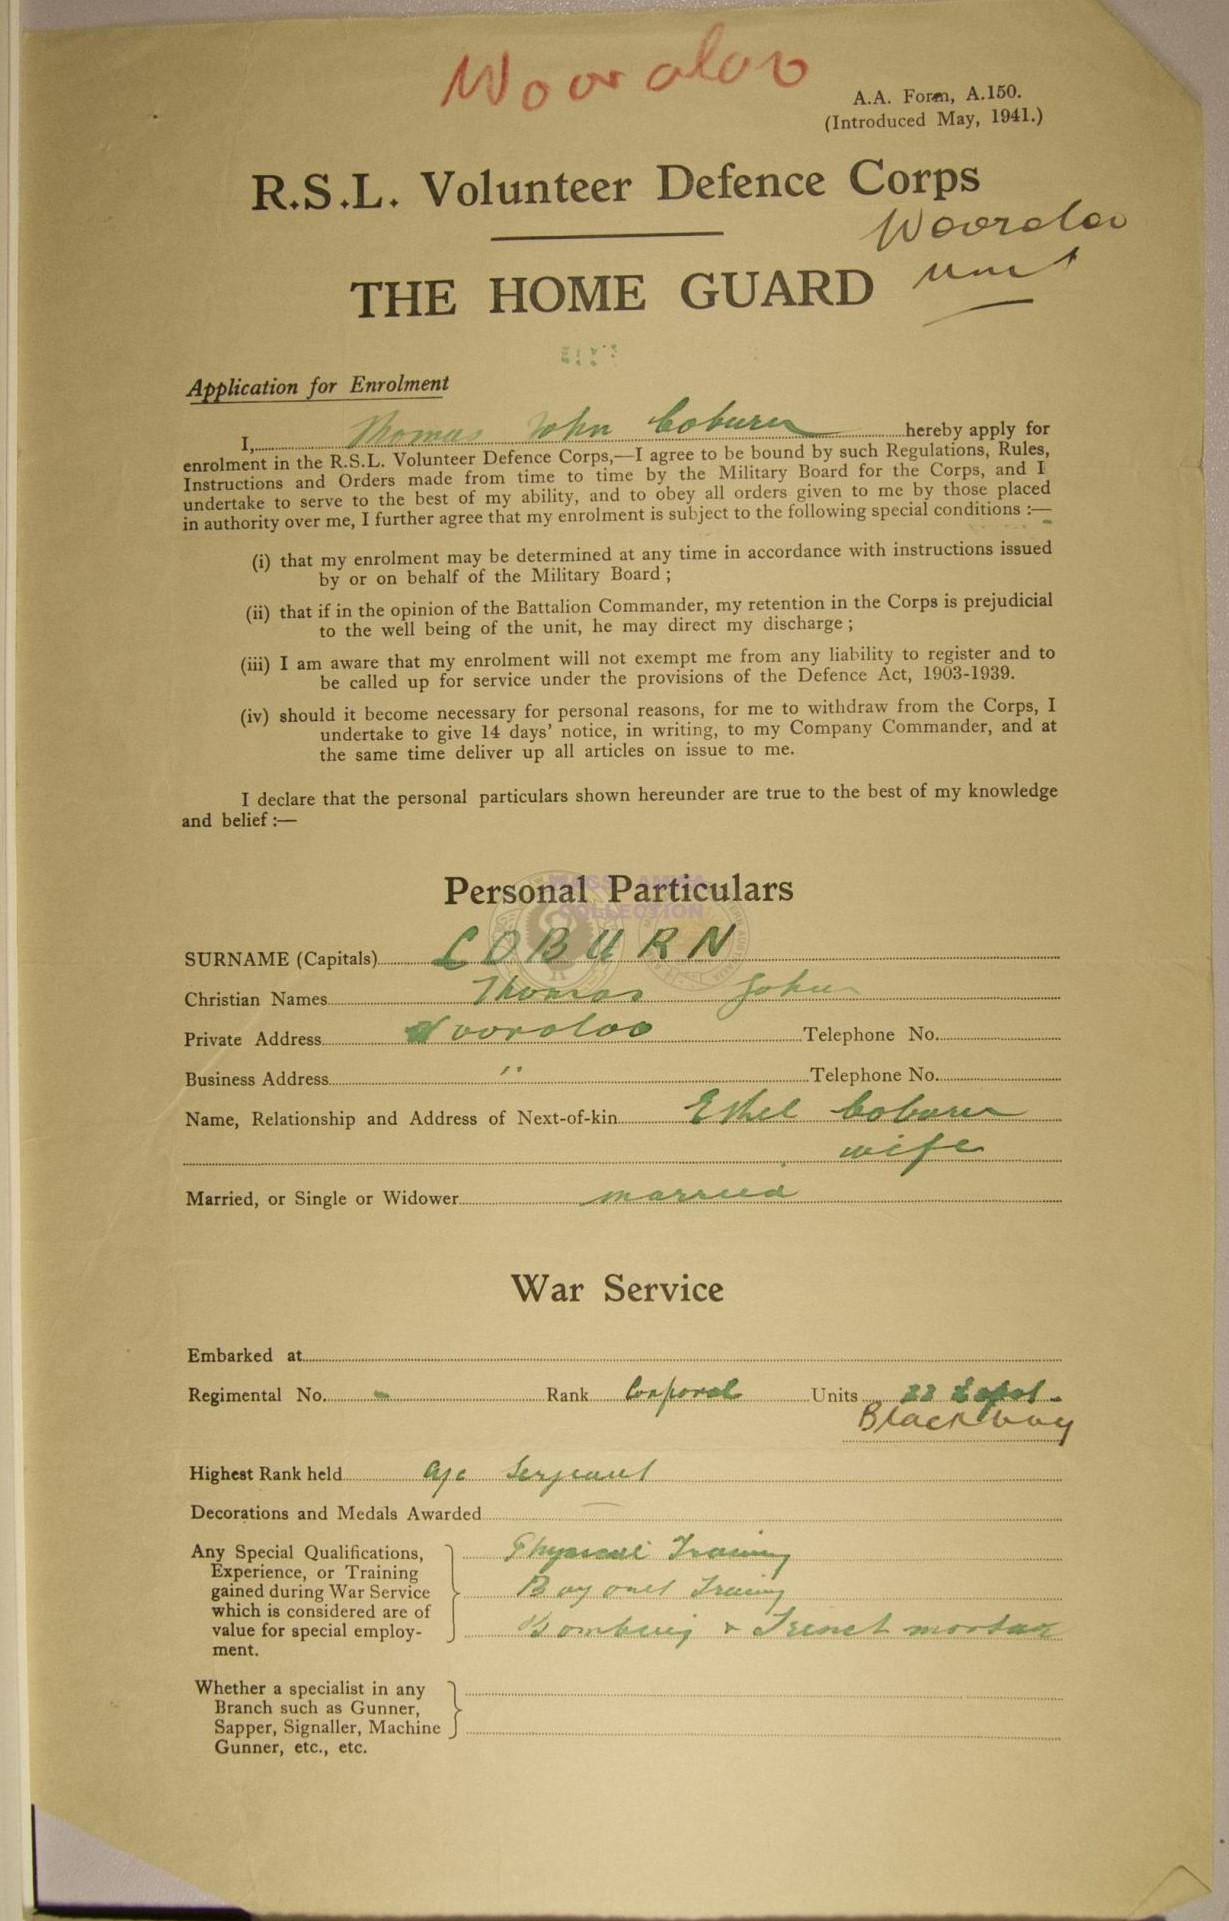 Wooroloo
A.A. Form, A.150.
(Introduced May, 1941.)
R.S.L. Volunteer Defence Corps
Wooroloo
Unit
THE HOME GUARD
Application for Enrolment
I, Thomas John Coburn hereby apply for
enrolment in the R.S.L. Volunteer Defence Corps,—I agree to be bound by such Regulations, Rules,
Instructions and Orders made from time to time by the Military Board for the Corps, and I
undertake to serve to the best of my ability, and to obey all orders given to me by those placed
in authority over me, I further agree that my enrolment is subject to the following special conditions :—
(i) that my enrolment may be determined at any time in accordance with instructions issued
by or on behalf of the Military Board ;
(ii) that if in the opinion of the Battalion Commander, my retention in the Corps is prejudicial
to the well being of the unit, he may direct my discharge ;
(iii) I am aware that my enrolment will not exempt me from any liability to register and to
be called up for service under the provisions of the Defence Act, 1903-1939.
(iv) should it become necessary for personal reasons, for me to withdraw from the Corps, I
undertake to give 14 days' notice, in writing, to my Company Commander, and at
the same time deliver up all articles on issue to me.
I declare that the personal particulars shown hereunder are true to the best of my knowledge
and belief :—
Personal Particulars
COLLECTION
SURNAME (Capitals) COBURN
Christian Names Thomas John
Private Address Wooroloo Telephone No.
Business Address " Telephone No.
Name, Relationship and Address of Next-of-kin Ethel Coburn
wife
Married, or Single or Widower married
War Service
Embarked at
Regimental No. - Rank Corporal Units 22
Black
Highest Rank held a/c Sergeant
Decorations and Medals Awarded —
Any Special Qualifications, Physical Training
Experience, or Training
gained during War Service Bayonet Training
which is considered are of
value for special employ- Bombing & Trench mortar
ment.
Whether a specialist in any
Branch such as Gunner,
Sapper, Signaller, Machine
Gunner, etc., etc.